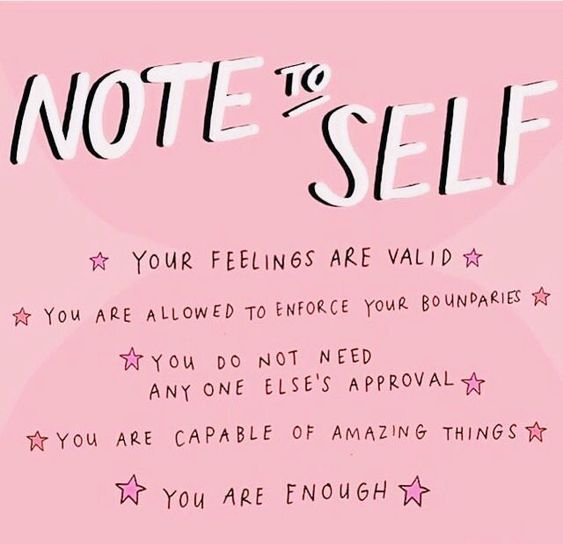 NOTE TO SELF
YOUR FEELINGS ARE VALID
YOU ARE ALLOWED TO ENFORCE YOUR BOUNDARIES
YOU DO NOT NEED
ANY ONE ELSE'S APPROVAL
YOU ARE CAPABLE OF AMAZING THINGS
YOU ARE ENOUGH